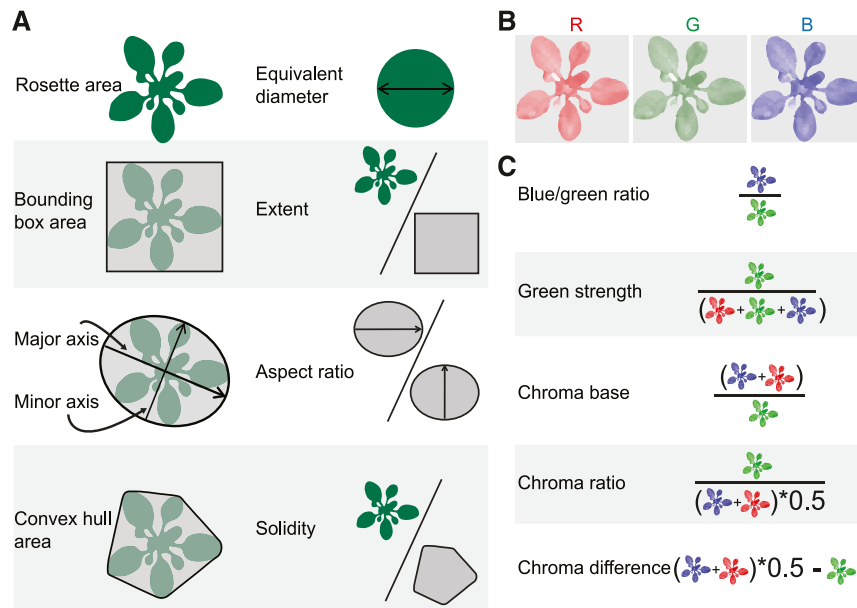 A
Rosette area
Equivalent
diameter
Bounding
box area
Extent
Major axis
Minor axis
Aspect ratio
Convex hull
area
Solidity
B
R G B
C
Blue/green ratio
Green strength
( + + )
Chroma base
( + )
Chroma ratio
( + )*0.5
Chroma difference ( + )*0.5 -